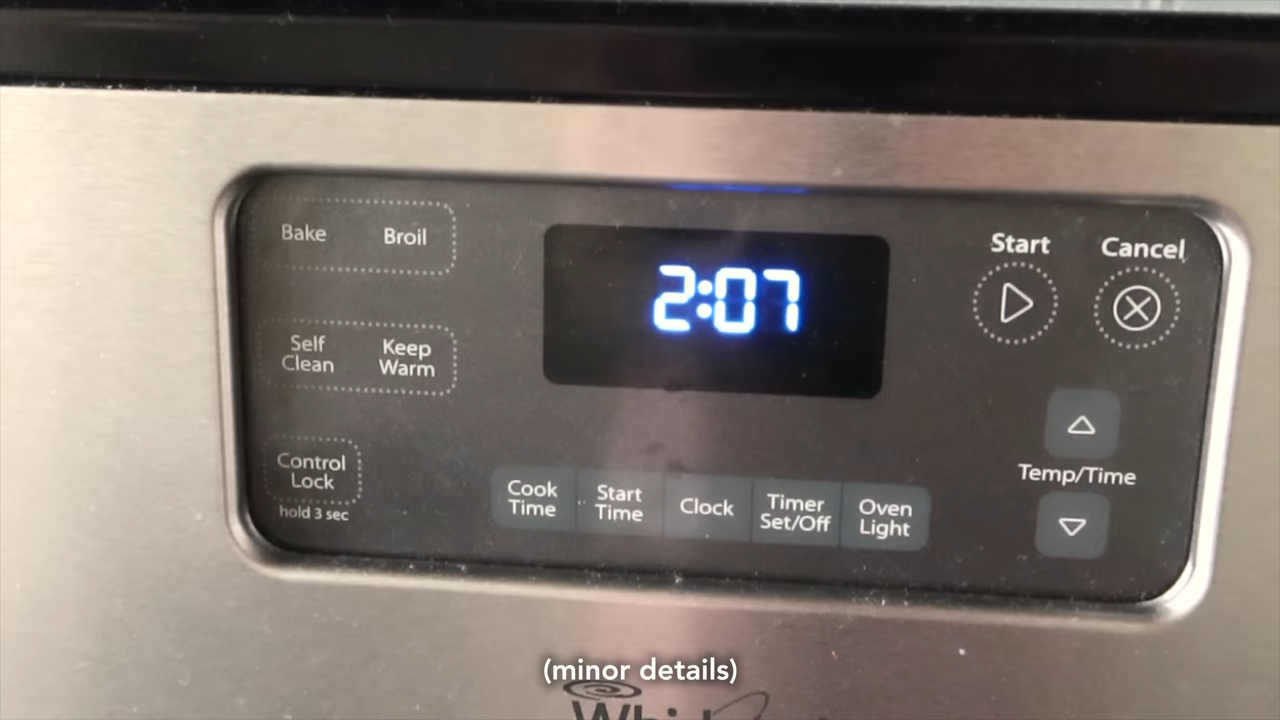 Bake Broil
Start Cancel
2:07
Self Clean
Keep Warm
Control Lock
hold 3 sec
Cook Time
Start Time
Clock
Timer Set/Off
Oven Light
Temp/Time
(minor details)